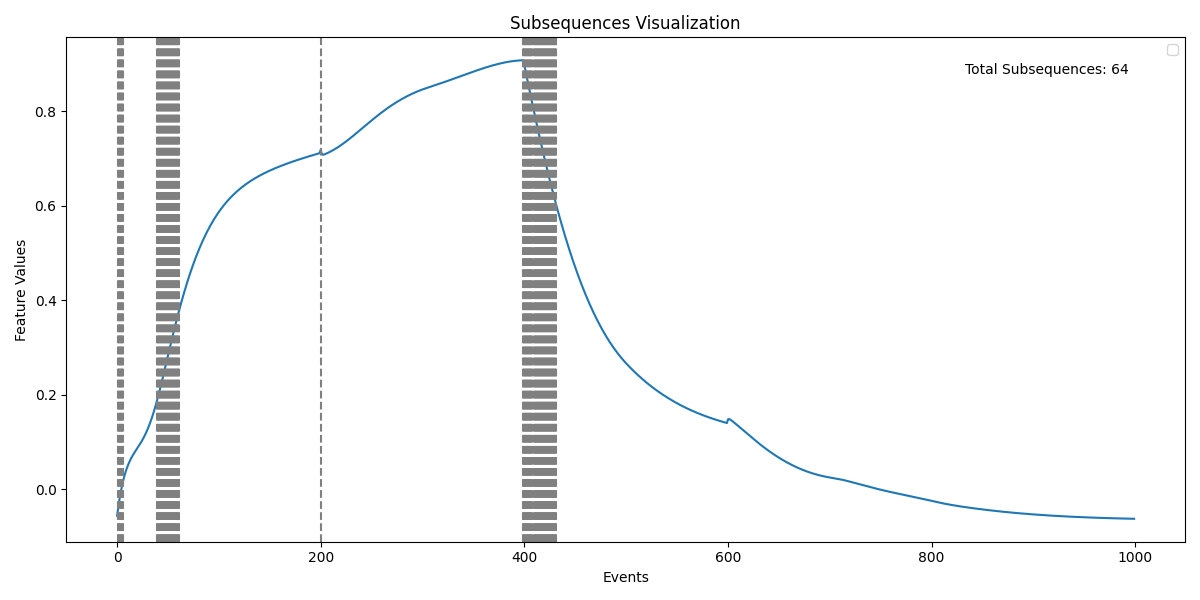 Subsequences Visualization
Total Subsequences: 64
Feature Values
0.8
0.6
0.4
0.2
0.0
0 200 400 600 800 1000
Events